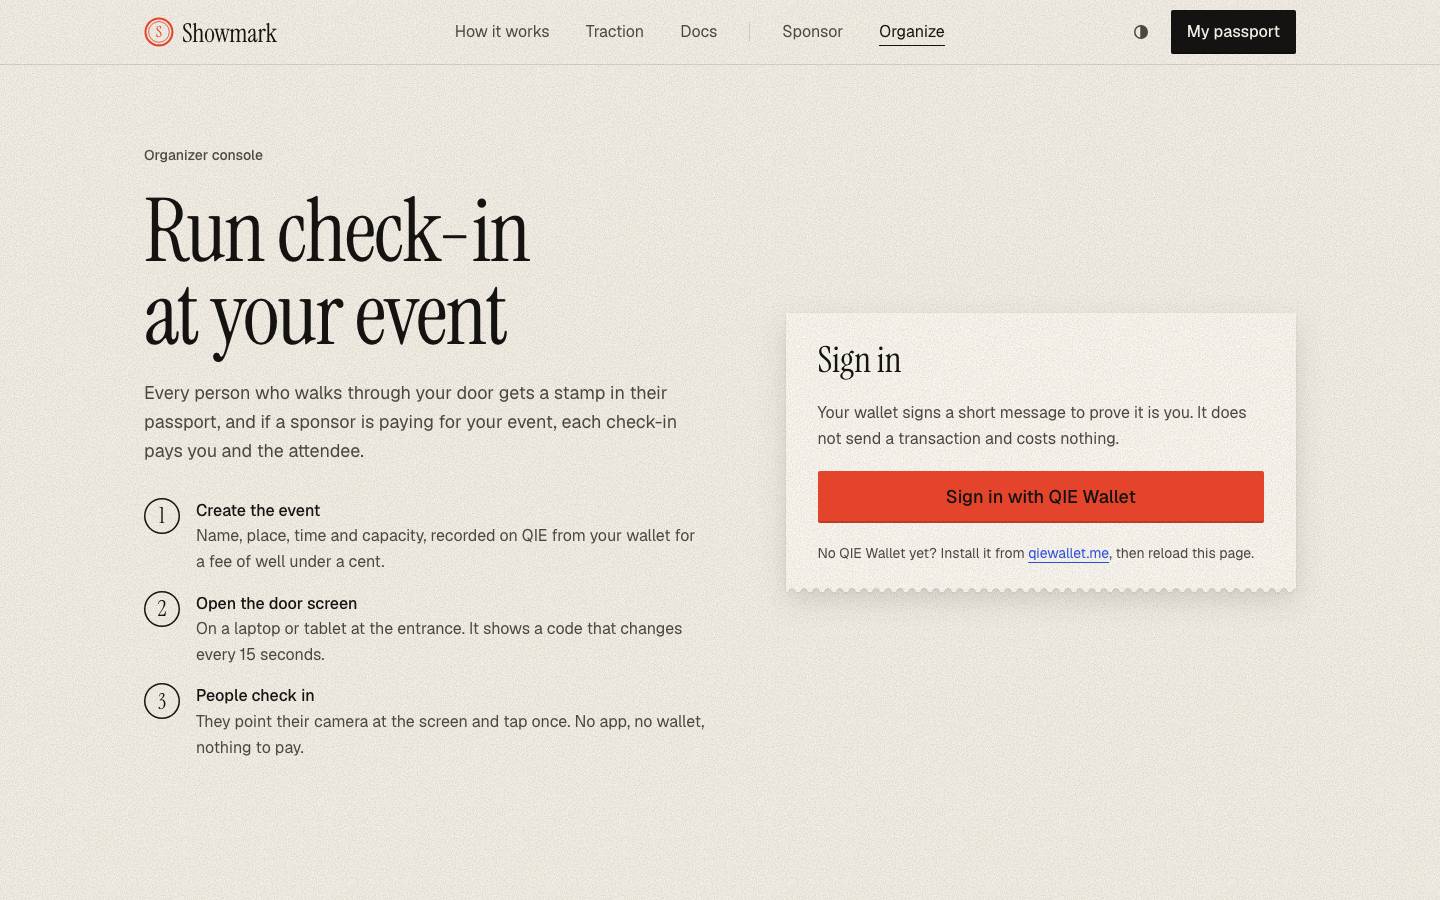 S Showmark
How it works Traction Docs Sponsor Organize
My passport
Organizer console
Run check-in
at your event
Every person who walks through your door gets a stamp in their
passport, and if a sponsor is paying for your event, each check-in
pays you and the attendee.
1 Create the event
Name, place, time and capacity, recorded on QIE from your wallet for
a fee of well under a cent.
2 Open the door screen
On a laptop or tablet at the entrance. It shows a code that changes
every 15 seconds.
3 People check in
They point their camera at the screen and tap once. No app, no wallet,
nothing to pay.
Sign in
Your wallet signs a short message to prove it is you. It does
not send a transaction and costs nothing.
Sign in with QIE Wallet
No QIE Wallet yet? Install it from qiewallet.me, then reload this page.